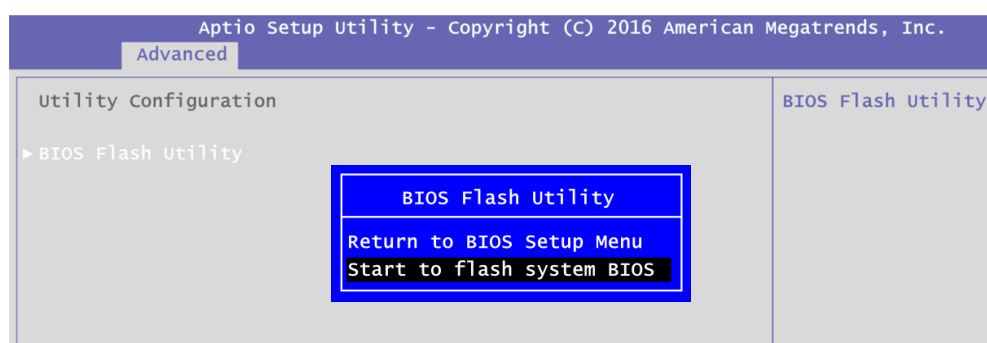 Aptio Setup Utility – Copyright (C) 2016 American Megatrends, Inc.
Advanced
Utility Configuration
BIOS Flash Utility
► BIOS Flash Utility
BIOS Flash Utility
Return to BIOS Setup Menu
Start to flash system BIOS